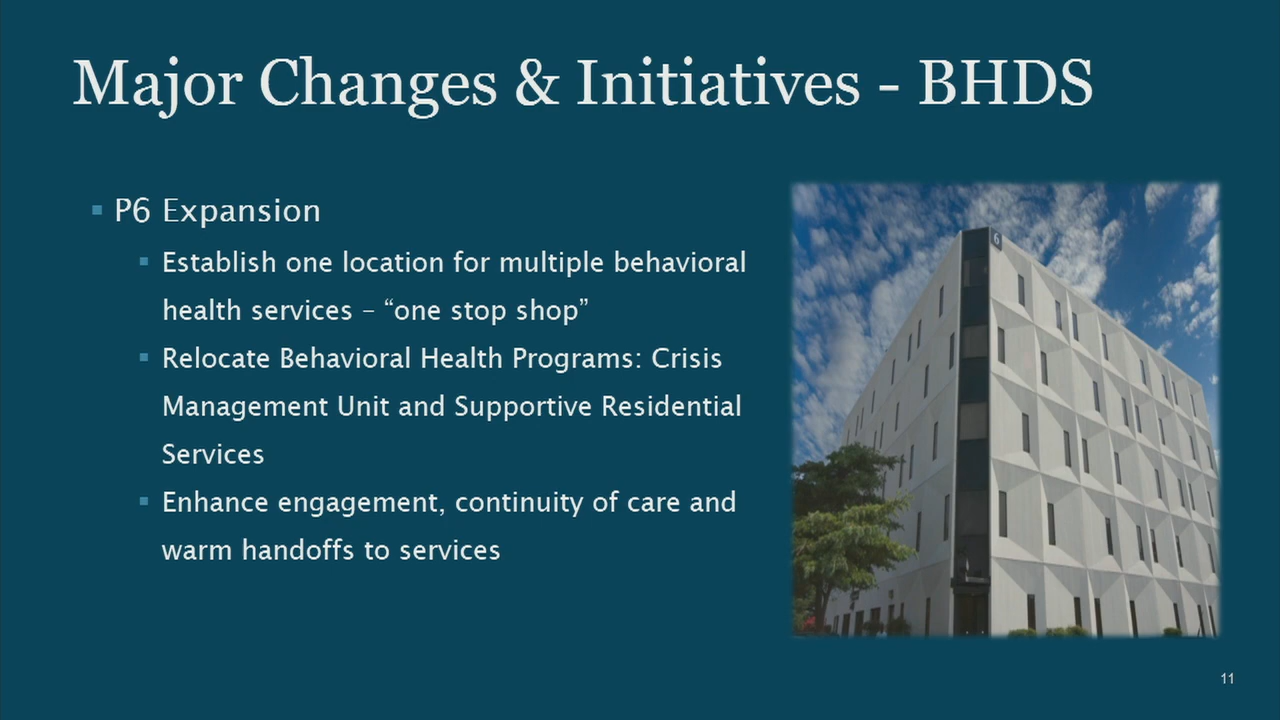 Major Changes & Initiatives - BHDS
P6 Expansion
Establish one location for multiple behavioral
health services – “one stop shop”
Relocate Behavioral Health Programs: Crisis
Management Unit and Supportive Residential
Services
Enhance engagement, continuity of care and
warm handoffs to services
6
11